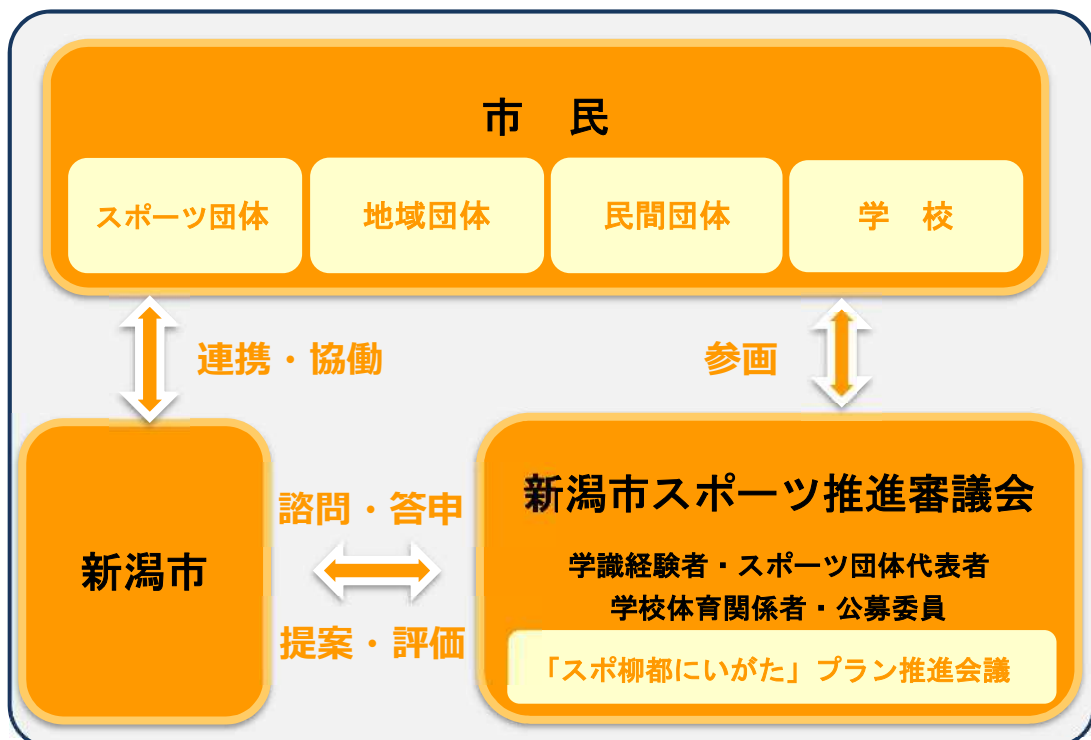 市　民
スポーツ団体
地域団体
民間団体
学　校
連携・協働
参画
新潟市
諮問・答申
提案・評価
新潟市スポーツ推進審議会
学識経験者・スポーツ団体代表者
学校体育関係者・公募委員
「スポ柳都にいがた」プラン推進会議